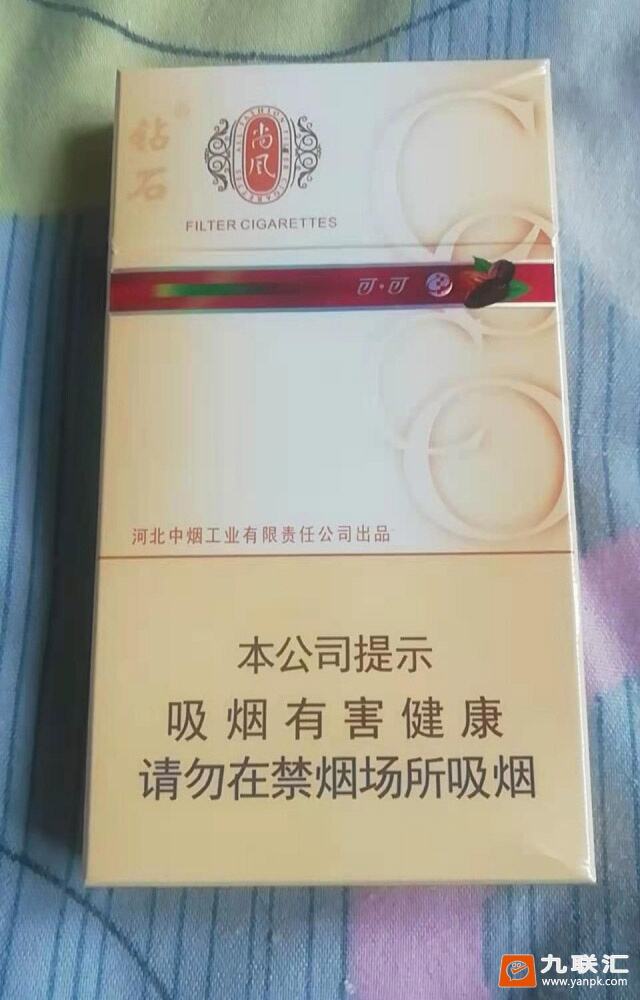 钻石
尚风
FILTER CIGARETTES
可·可
河北中烟工业有限责任公司出品
本公司提示
吸烟有害健康
请勿在禁烟场所吸烟
九联汇
www.yanpk.com